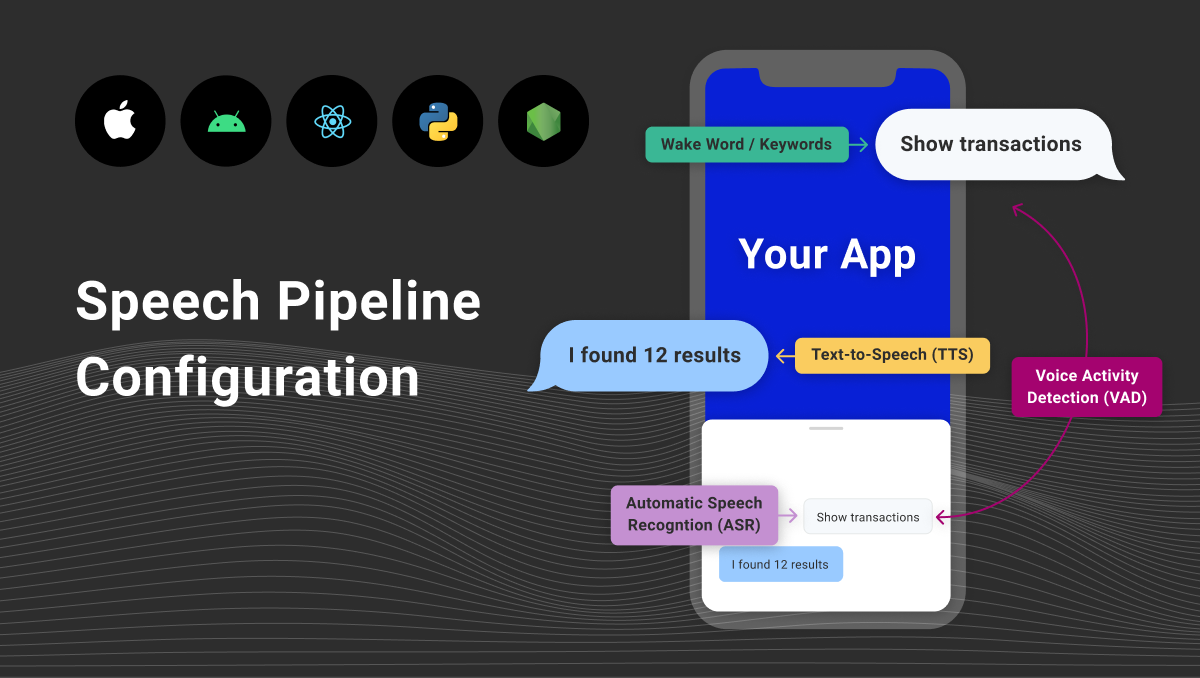 Speech Pipeline
Configuration
Wake Word / Keywords
Show transactions
Your App
I found 12 results
Text-to-Speech (TTS)
Voice Activity
Detection (VAD)
Automatic Speech
Recogntion (ASR)
Show transactions
I found 12 results